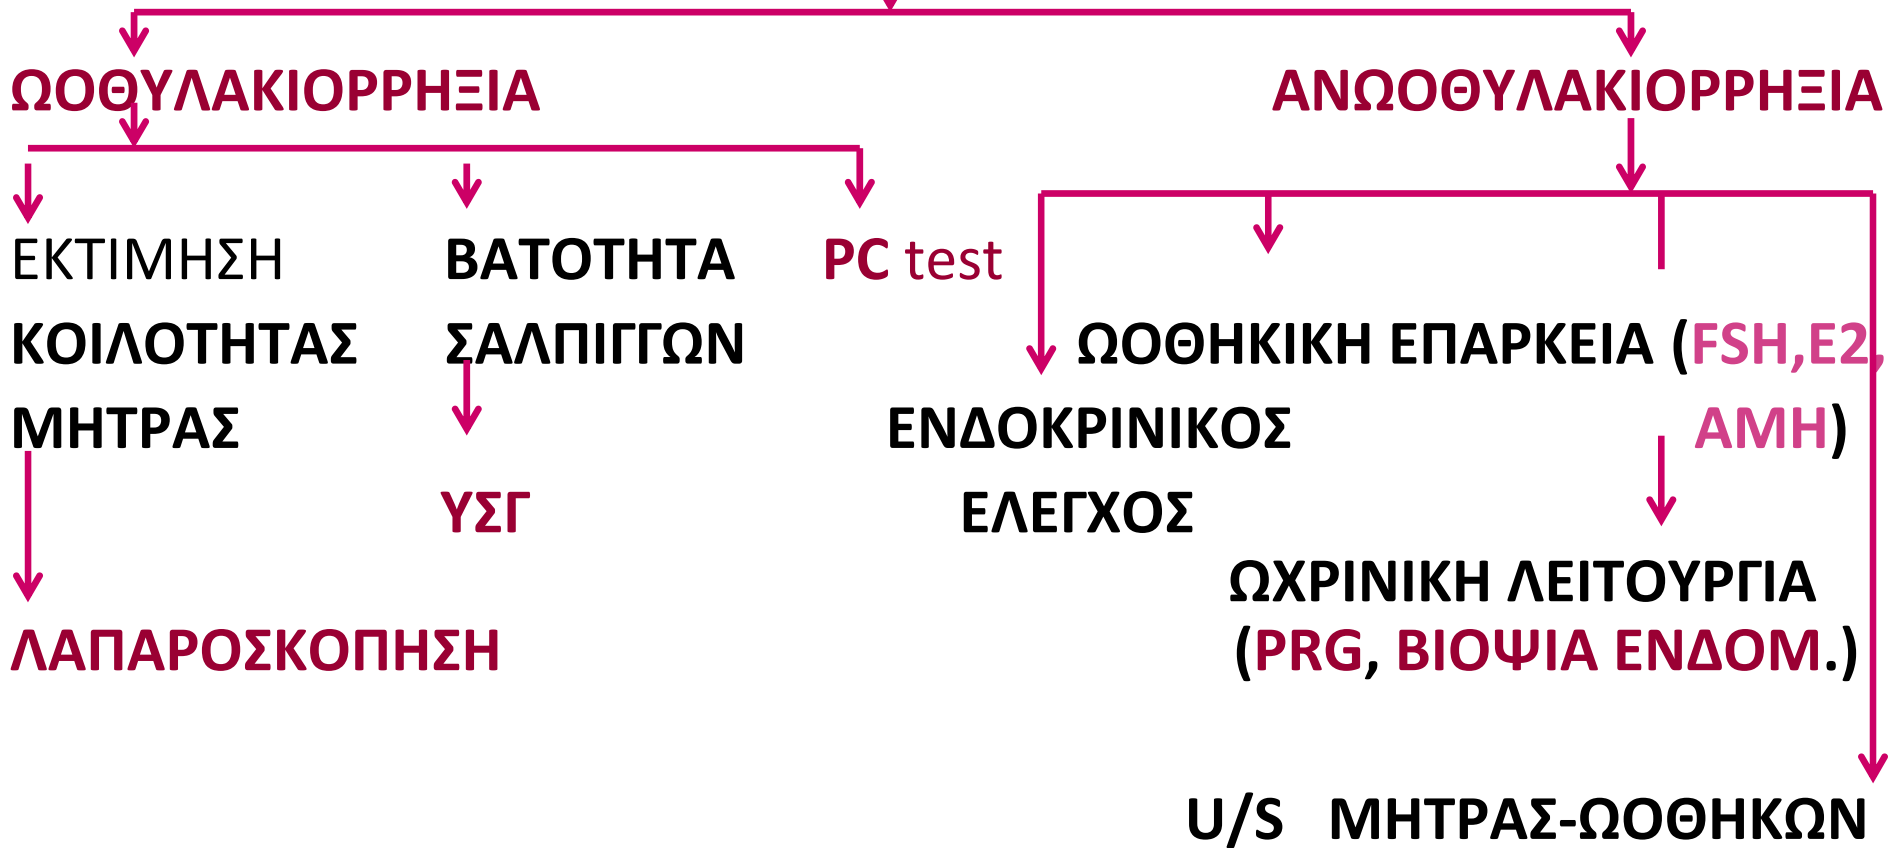 ΩΟΘΥΛΑΚΙΟΡΡΗΞΙΑ
ΑΝΩΟΘΥΛΑΚΙΟΡΡΗΞΙΑ
ΕΚΤΙΜΗΣΗ
ΚΟΙΛΟΤΗΤΑΣ
ΜΗΤΡΑΣ
ΛΑΠΑΡΟΣΚΟΠΗΣΗ
ΒΑΤΟΤΗΤΑ
ΣΑΛΠΙΓΓΩΝ
ΥΣΓ
PC test
ΕΝΔΟΚΡΙΝΙΚΟΣ
ΕΛΕΓΧΟΣ
ΩΟΘΗΚΙΚΗ ΕΠΑΡΚΕΙΑ (FSH,E2,
AMH)
ΩΧΡΙΝΙΚΗ ΛΕΙΤΟΥΡΓΙΑ
(PRG, ΒΙΟΨΙΑ ΕΝΔΟΜ.)
U/S ΜΗΤΡΑΣ-ΩΟΘΗΚΩΝ